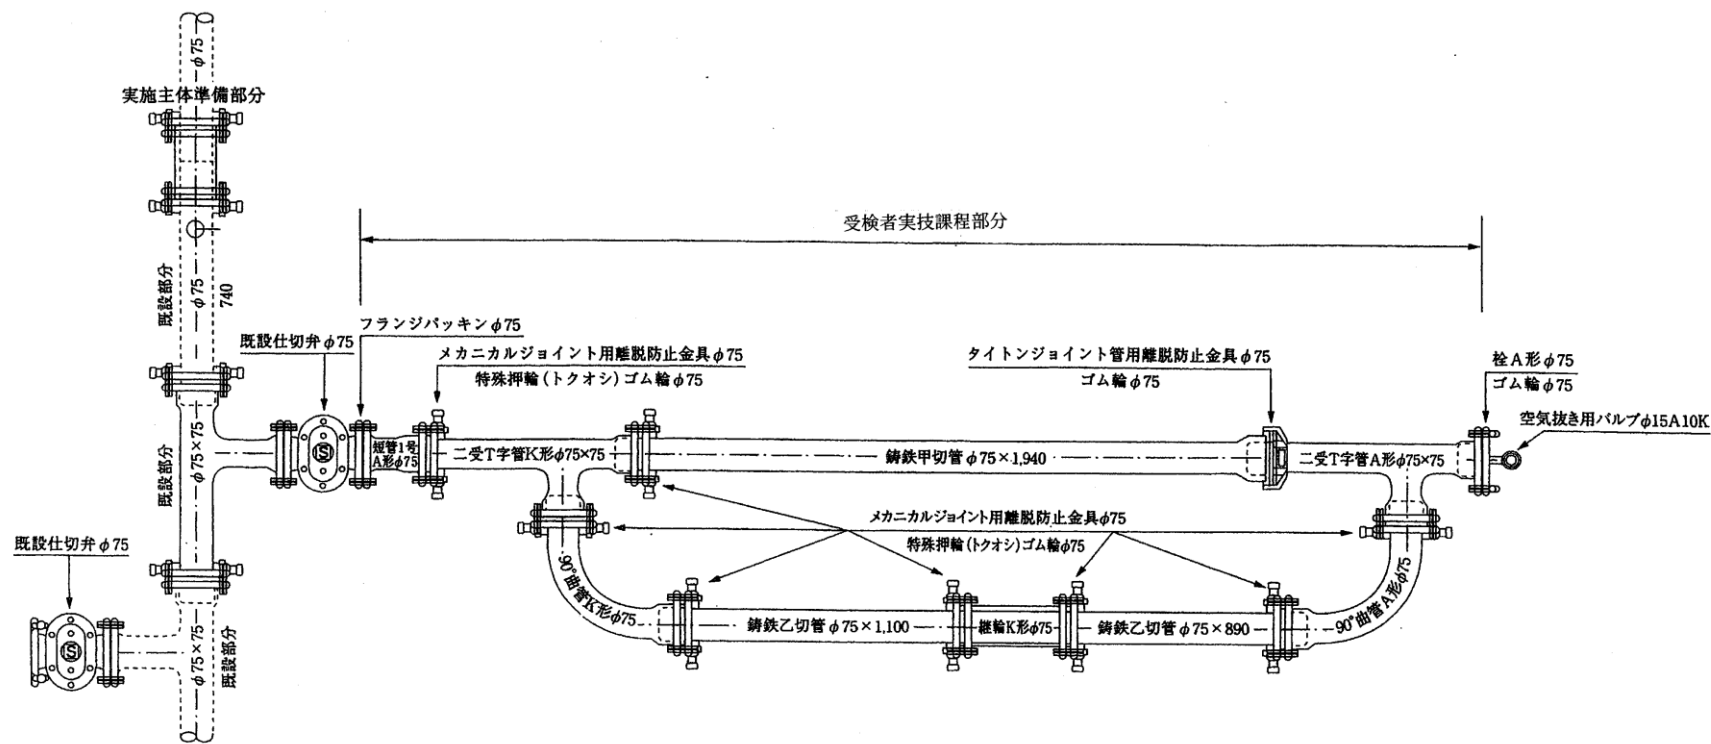 φ75
実施主体準備部分
受検者実技課程部分
既設部分
φ75
740
フランジパッキンφ75
既設仕切弁φ75
メカニカルジョイント用離脱防止金具φ75
特殊押輪(トクオシ)ゴム輪φ75
タイトンジョイント管用離脱防止金具φ75
ゴム輪φ75
栓A形φ75
ゴム輪φ75
空気抜き用バルブφ15A10K
既設部分
φ75×75
S
短管1号
A形φ75
二受T字管K形φ75×75
鋳鉄甲切管φ75×1,940
二受T字管A形φ75×75
メカニカルジョイント用離脱防止金具φ75
特殊押輪(トクオシ)ゴム輪φ75
既設仕切弁φ75
S
φ75×75
既設部分
90°曲管K形φ75
鋳鉄乙切管φ75×1,100
継輪K形φ75
鋳鉄乙切管φ75×890
90°曲管A形φ75